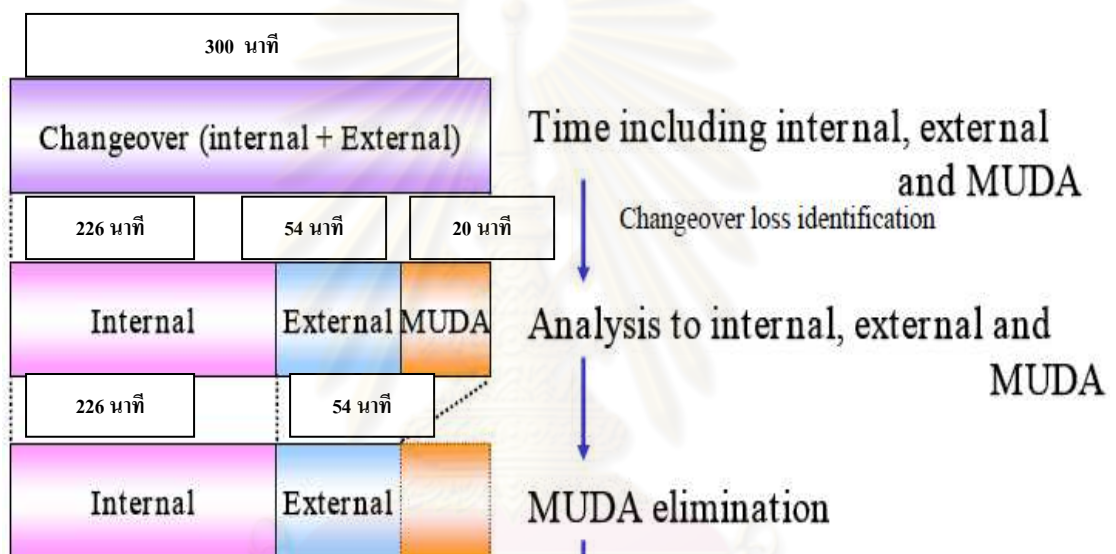 300 นาที
Changeover (internal + External)
Time including internal, external
and MUDA
Changeover loss identification
226 นาที
54 นาที
20 นาที
Internal
External
MUDA
Analysis to internal, external and
MUDA
226 นาที
54 นาที
Internal
External
MUDA elimination